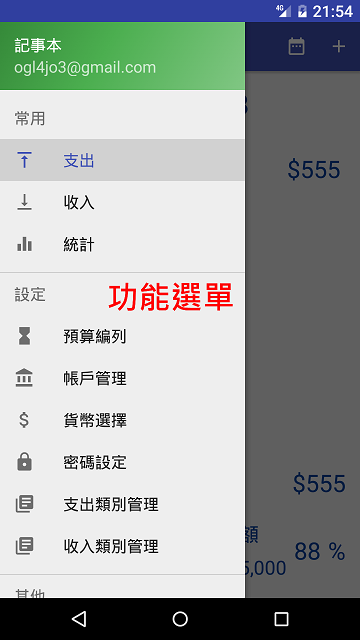 4G 21:54
記事本
ogl4jo3@gmail.com
常用
支出
$555
收入
統計
設定
功能選單
預算編列
帳戶管理
貨幣選擇
密碼設定
$555
支出類別管理
額
88 %
收入類別管理
5,000
其他